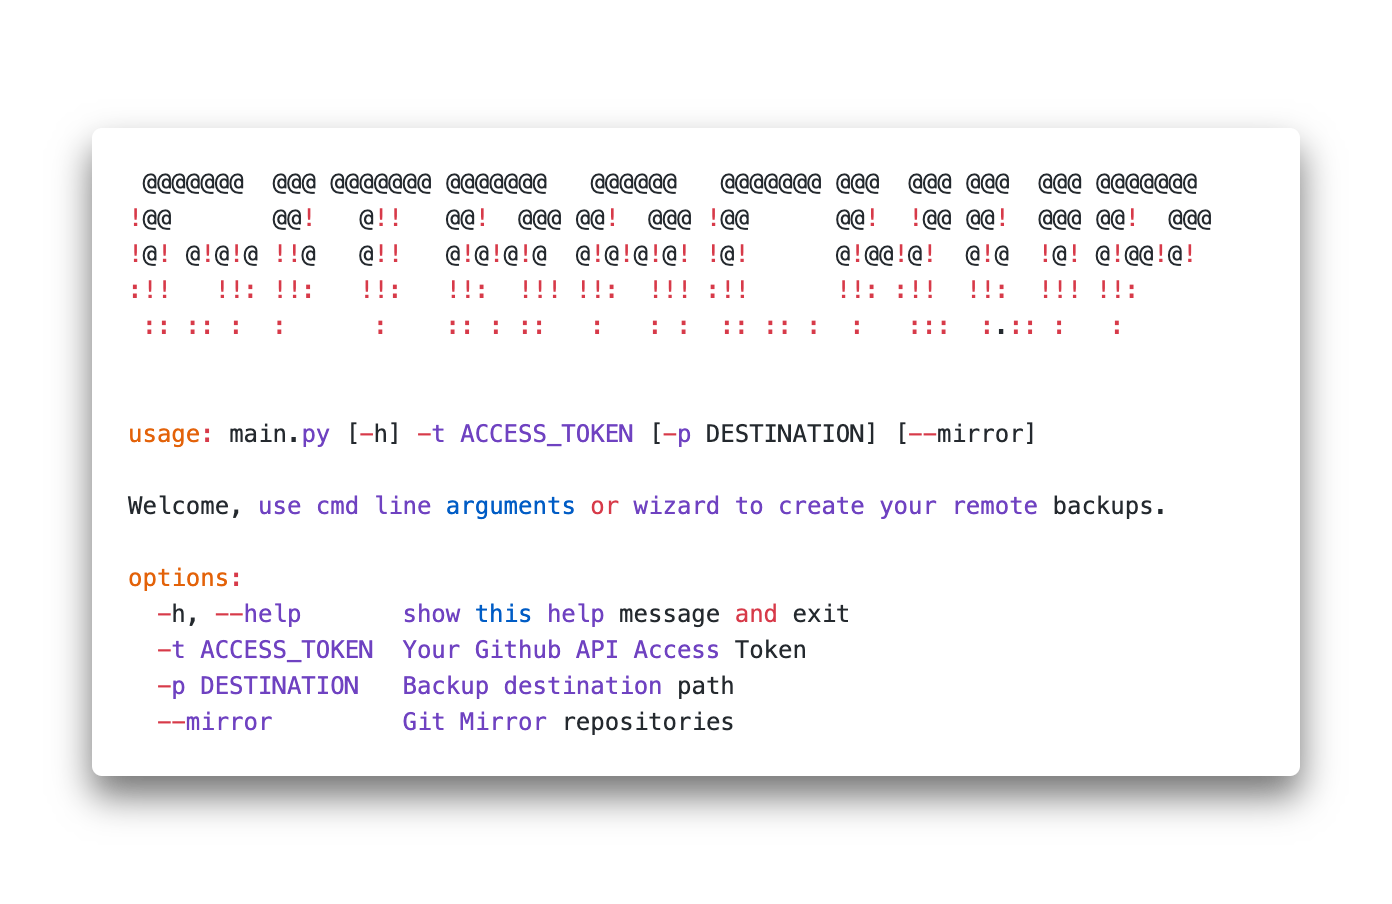 @@@@@@@  @@@ @@@@@@@ @@@@@@@   @@@@@@   @@@@@@@ @@@  @@@ @@@  @@@ @@@@@@@
!@@       @@!   @!!   @@!  @@@ @@!  @@@ !@@      @@!  !@@ @@!  @@@ @@!  @@@
!@! @!@!@ !!@   @!!   @!@!@!@  @!@!@!@! !@!      @!@@!@!  @!@  !@! @!@@!@!
:!!   !!: !!:   !!:   !!:  !!! !!:  !!! :!!      !!: :!!  !!:  !!! !!:
 :: :: :  :      :    :: : ::   :   : :  :: :: :  :   :::  :.:: :   :
usage: main.py [-h] -t ACCESS_TOKEN [-p DESTINATION] [--mirror]
Welcome, use cmd line arguments or wizard to create your remote backups.
options:
  -h, --help       show this help message and exit
  -t ACCESS_TOKEN  Your Github API Access Token
  -p DESTINATION   Backup destination path
  --mirror         Git Mirror repositories